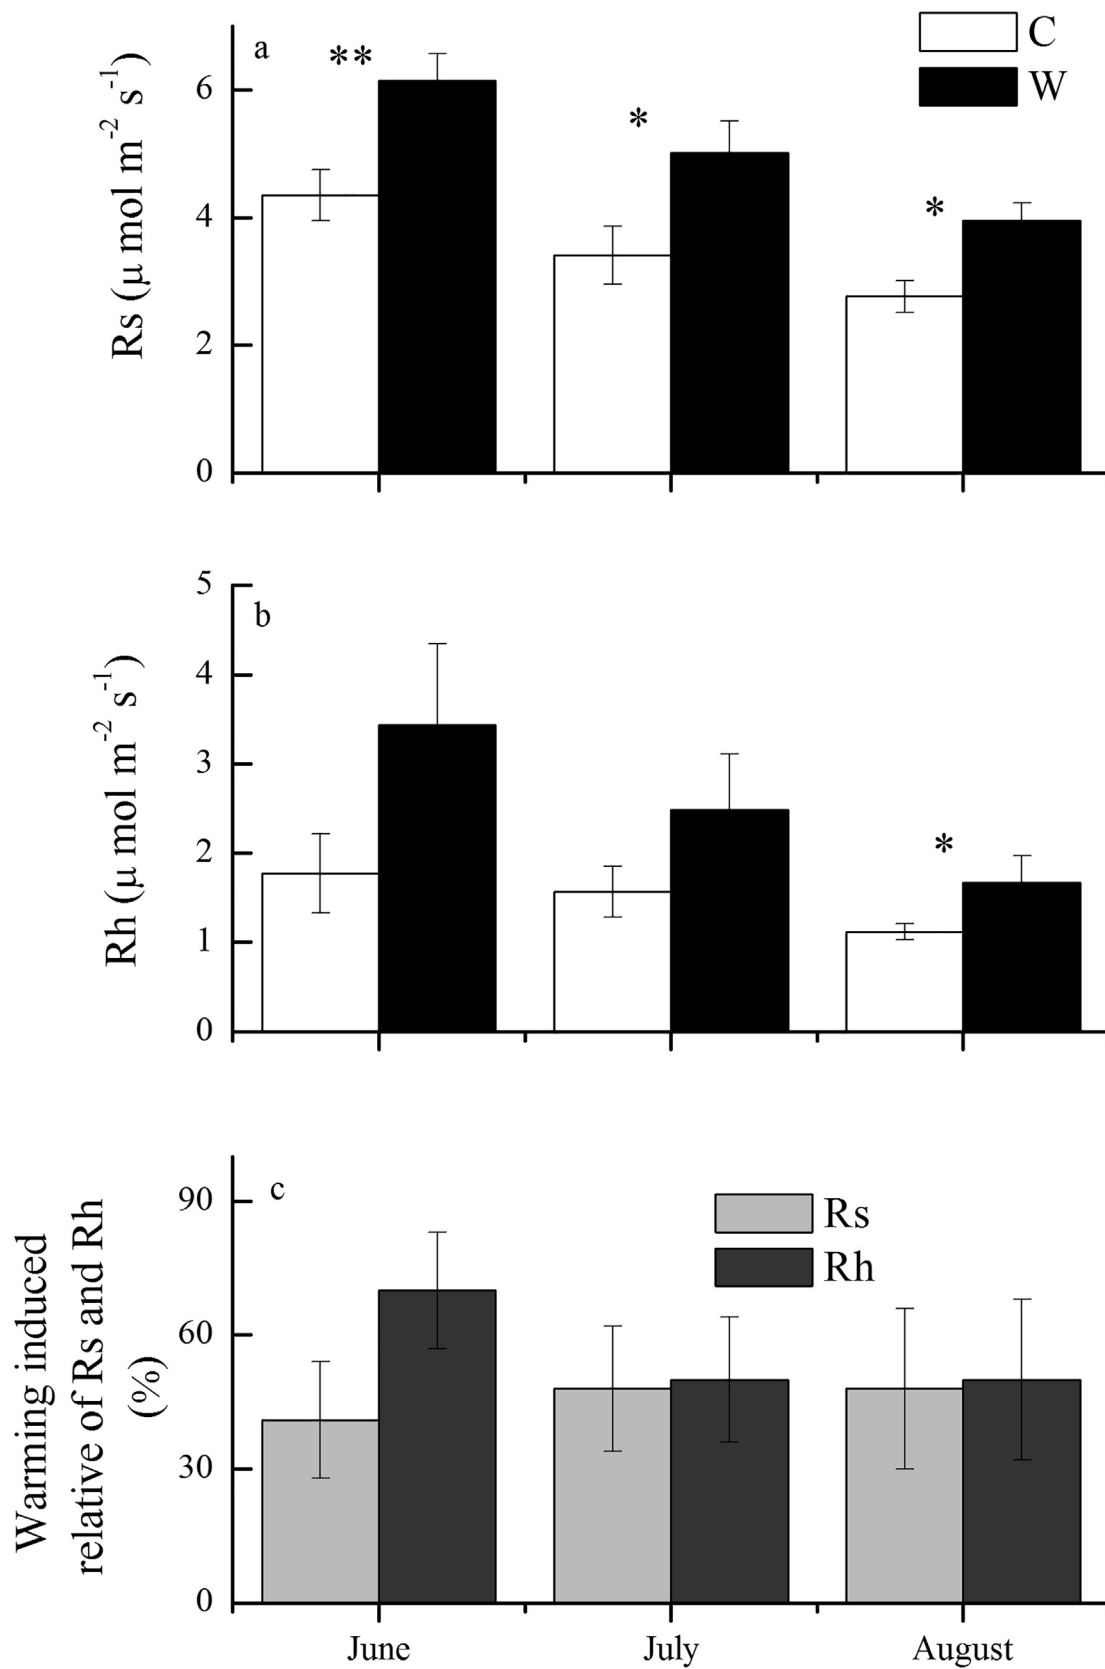 a
**
*
*
C
W
6
4
2
0
Rs (μ mol m⁻² s⁻¹)
b
*
5
4
3
2
1
0
Rh (μ mol m⁻² s⁻¹)
c
Rs
Rh
90
60
30
0
Warming induced
relative of Rs and Rh
(%)
June July August